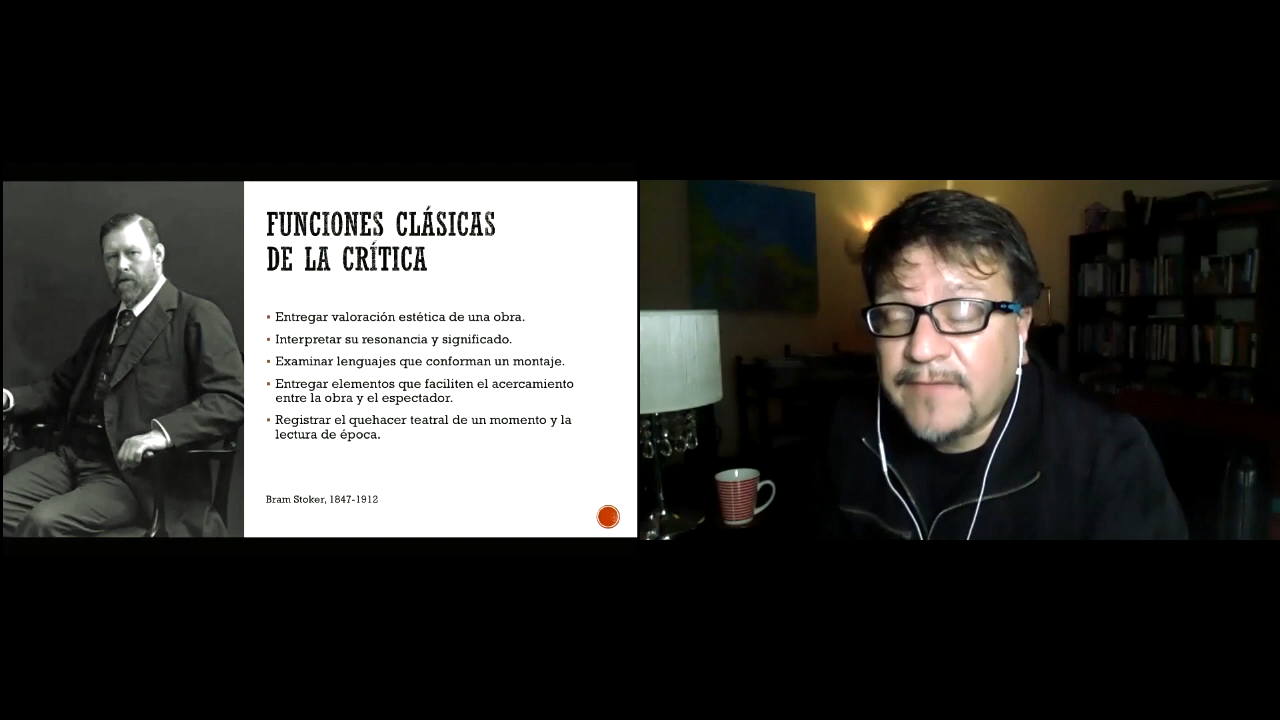 FUNCIONES CLÁSICAS
DE LA CRÍTICA
▪ Entregar valoración estética de una obra.
▪ Interpretar su resonancia y significado.
▪ Examinar lenguajes que conforman un montaje.
▪ Entregar elementos que faciliten el acercamiento
entre la obra y el espectador.
▪ Registrar el quehacer teatral de un momento y la
lectura de época.
Bram Stoker, 1847-1912